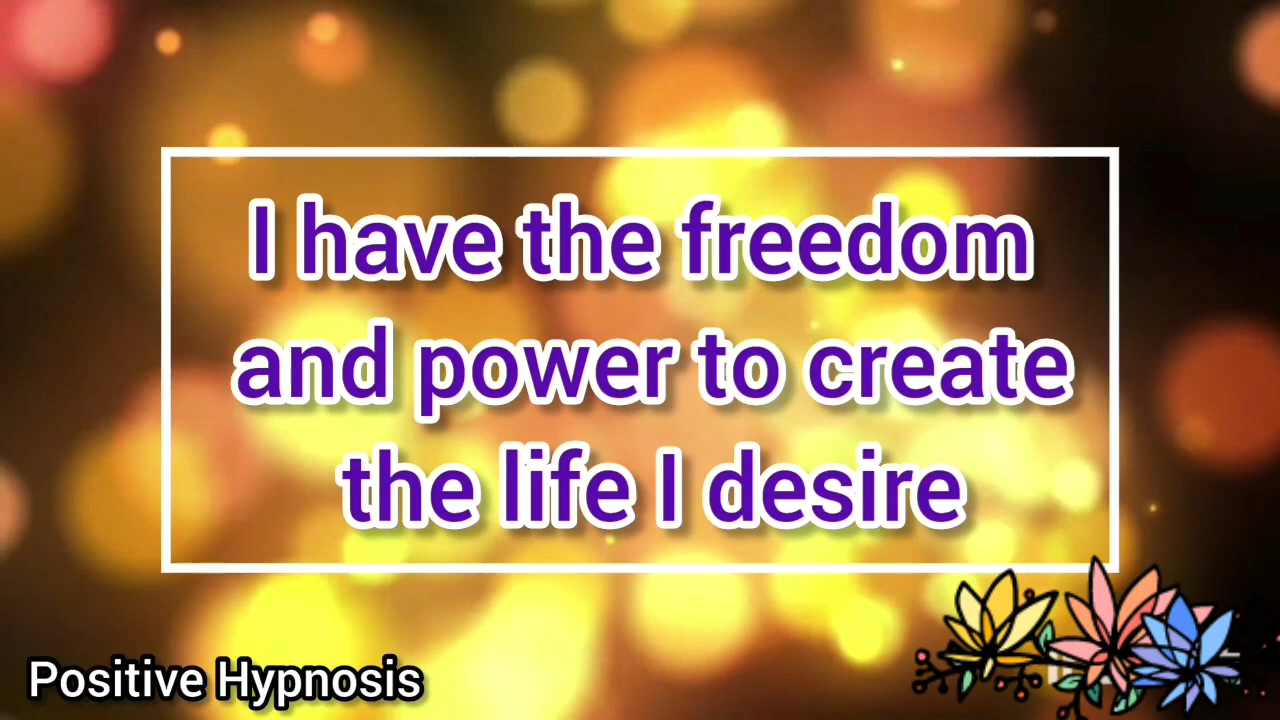 I have the freedom
and power to create
the life I desire
Positive Hypnosis